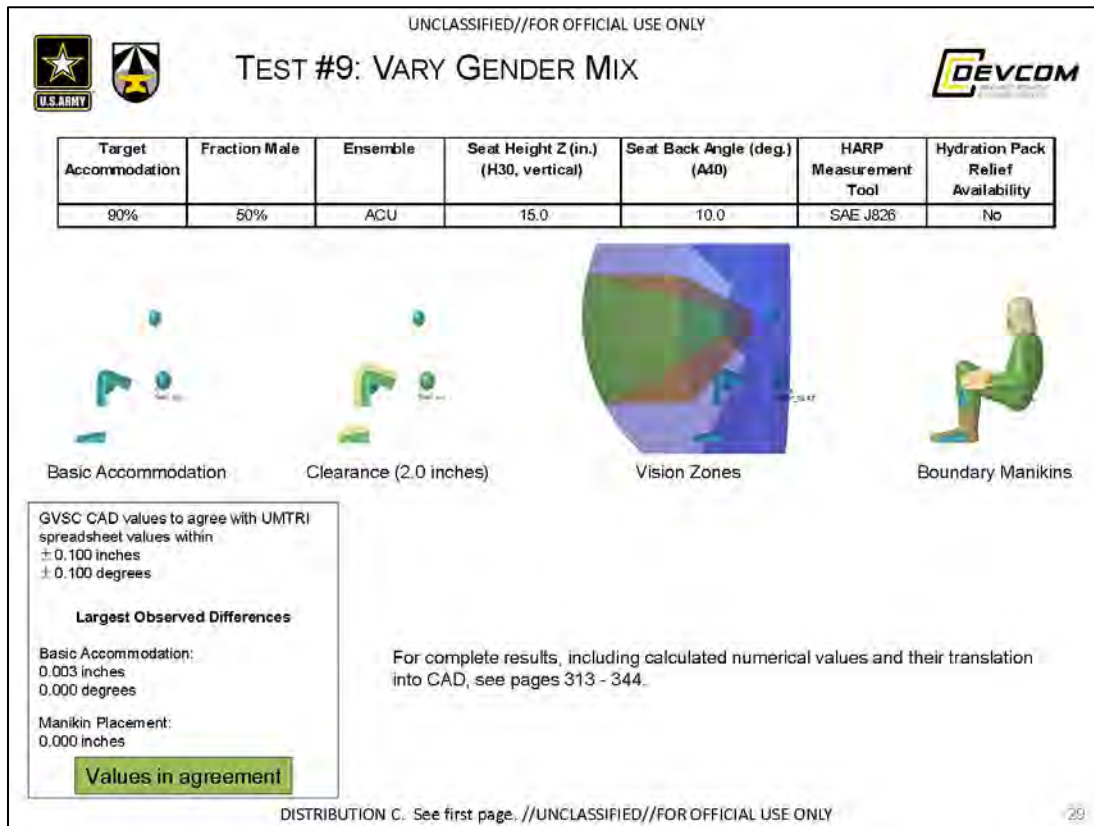 UNCLASSIFIED//FOR OFFICIAL USE ONLY
U.S.ARMY
TEST #9: VARY GENDER MIX
DEVCOM
Target Accommodation
Fraction Male
Ensemble
Seat Height Z (in.) (H30, vertical)
Seat Back Angle (deg.) (A40)
HARP Measurement Tool
Hydration Pack Relief Availability
90%
50%
ACU
15.0
10.0
SAE J826
No
Basic Accommodation
Clearance (2.0 inches)
Vision Zones
Boundary Manikins
GVSC CAD values to agree with UMTRI
spreadsheet values within
±0.100 inches
±0.100 degrees
Largest Observed Differences
Basic Accommodation:
0.003 inches
0.000 degrees
Manikin Placement:
0.000 inches
Values in agreement
For complete results, including calculated numerical values and their translation
into CAD, see pages 313 - 344.
DISTRIBUTION C. See first page. //UNCLASSIFIED//FOR OFFICIAL USE ONLY
29